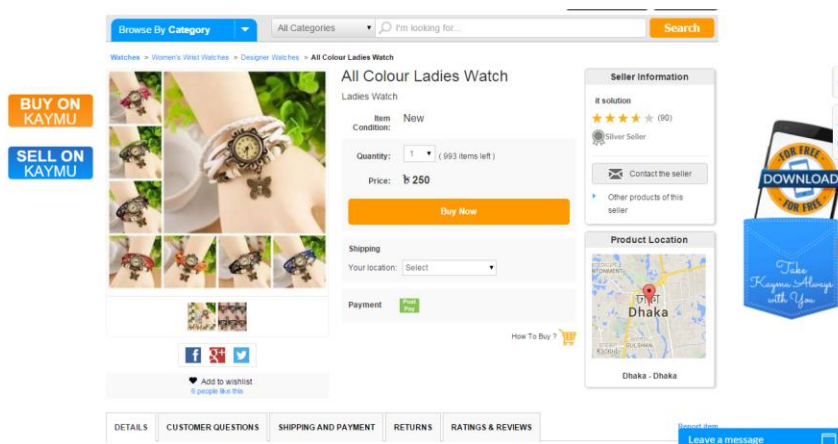 Browse By Category
All Categories
I'm looking for...
Search
Watches > Women's Wrist Watches > Designer Watches > All Colour Ladies Watch
BUY ON
KAYMU
SELL ON
KAYMU
All Colour Ladies Watch
Ladies Watch
Item
Condition:
New
Quantity:
1
( 993 items left )
Price:
৳ 250
Buy Now
Shipping
Your location:
Select
Payment
Post
Pay
How To Buy ?
Add to wishlist
6 people like this
Seller Information
it solution
(90)
Silver Seller
Contact the seller
Other products of this
seller
Product Location
ঢাকা
Dhaka
GULSHAN
Dhaka - Dhaka
FOR FREE
DOWNLOAD
FOR FREE
Take
Kaymu Always
with You
DETAILS
CUSTOMER QUESTIONS
SHIPPING AND PAYMENT
RETURNS
RATINGS & REVIEWS
Report item
Leave a message